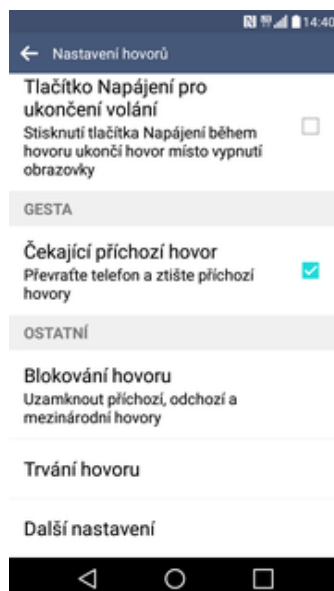 14:40
Nastavení hovorů
Tlačítko Napájení pro
ukončení volání
Stisknutí tlačítka Napájení během
hovoru ukončí hovor místo vypnutí
obrazovky
GESTA
Čekající příchozí hovor
Převraťte telefon a ztište příchozí
hovory
OSTATNÍ
Blokování hovoru
Uzamknout příchozí, odchozí a
mezinárodní hovory
Trvání hovoru
Další nastavení